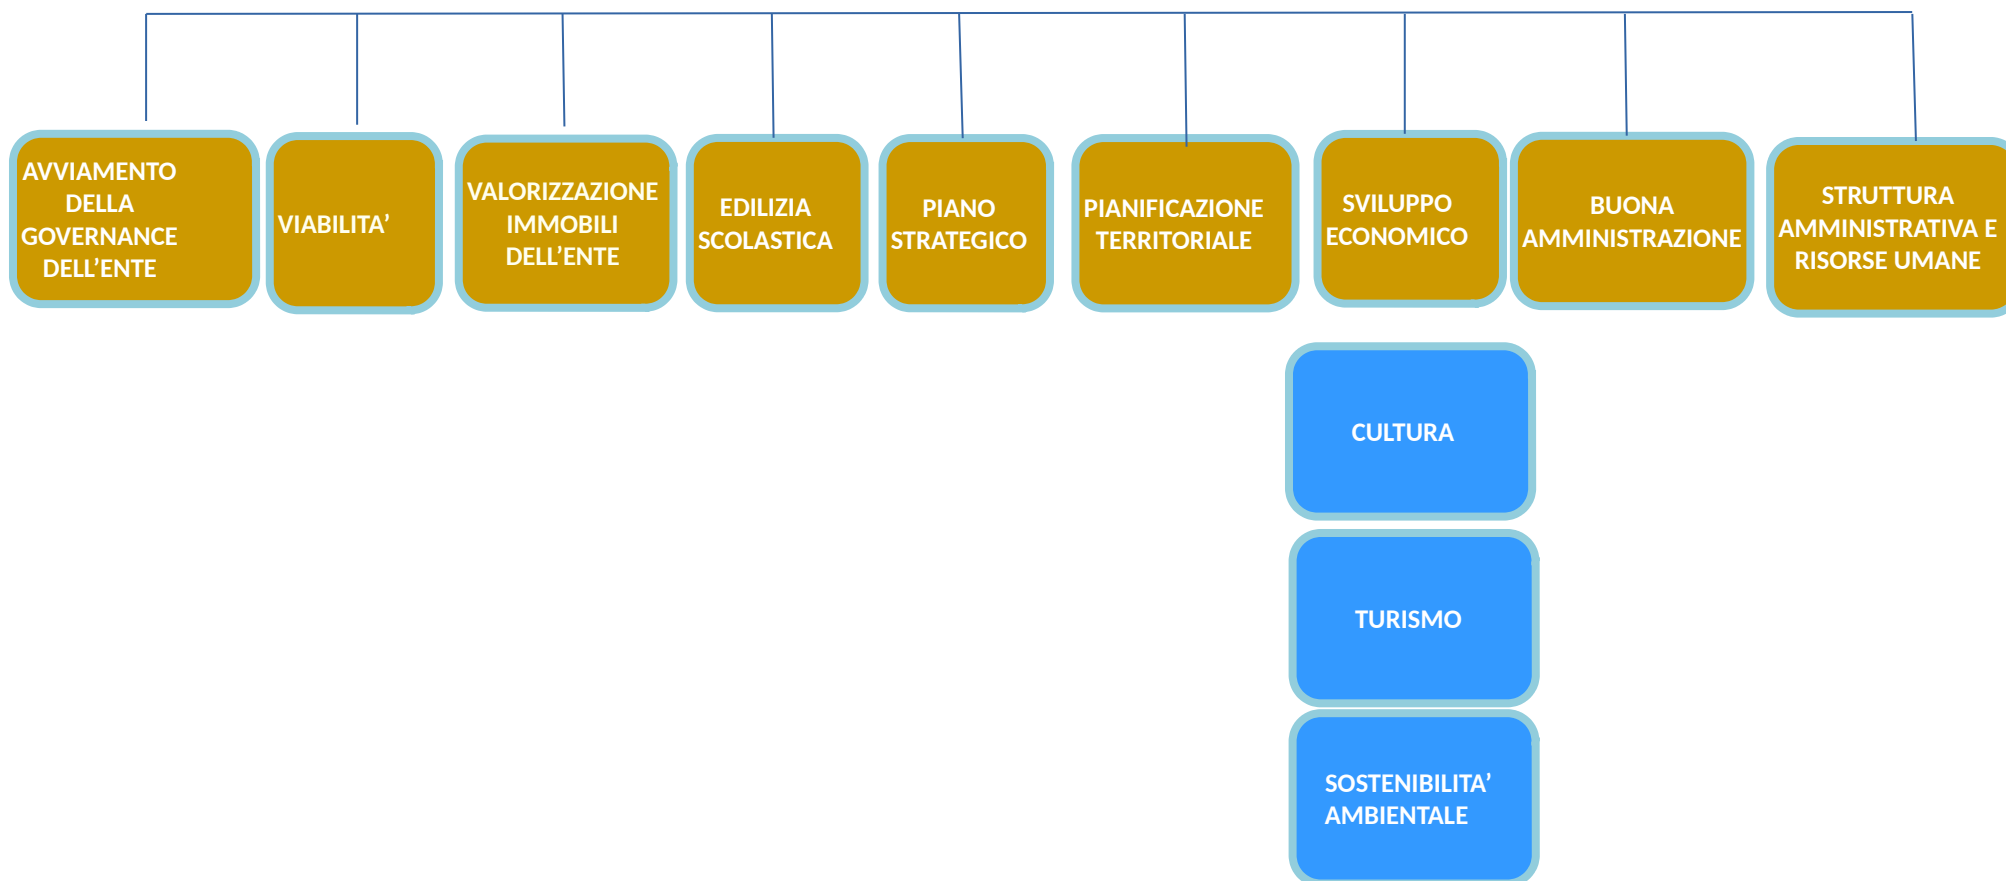 AVVIAMENTO
DELLA
GOVERNANCE
DELL’ENTE
VIABILITA’
VALORIZZAZIONE
IMMOBILI
DELL’ENTE
EDILIZIA
SCOLASTICA
PIANO
STRATEGICO
PIANIFICAZIONE
TERRITORIALE
SVILUPPO
ECONOMICO
BUONA
AMMINISTRAZIONE
STRUTTURA
AMMINISTRATIVA E
RISORSE UMANE
CULTURA
TURISMO
SOSTENIBILITA’
AMBIENTALE